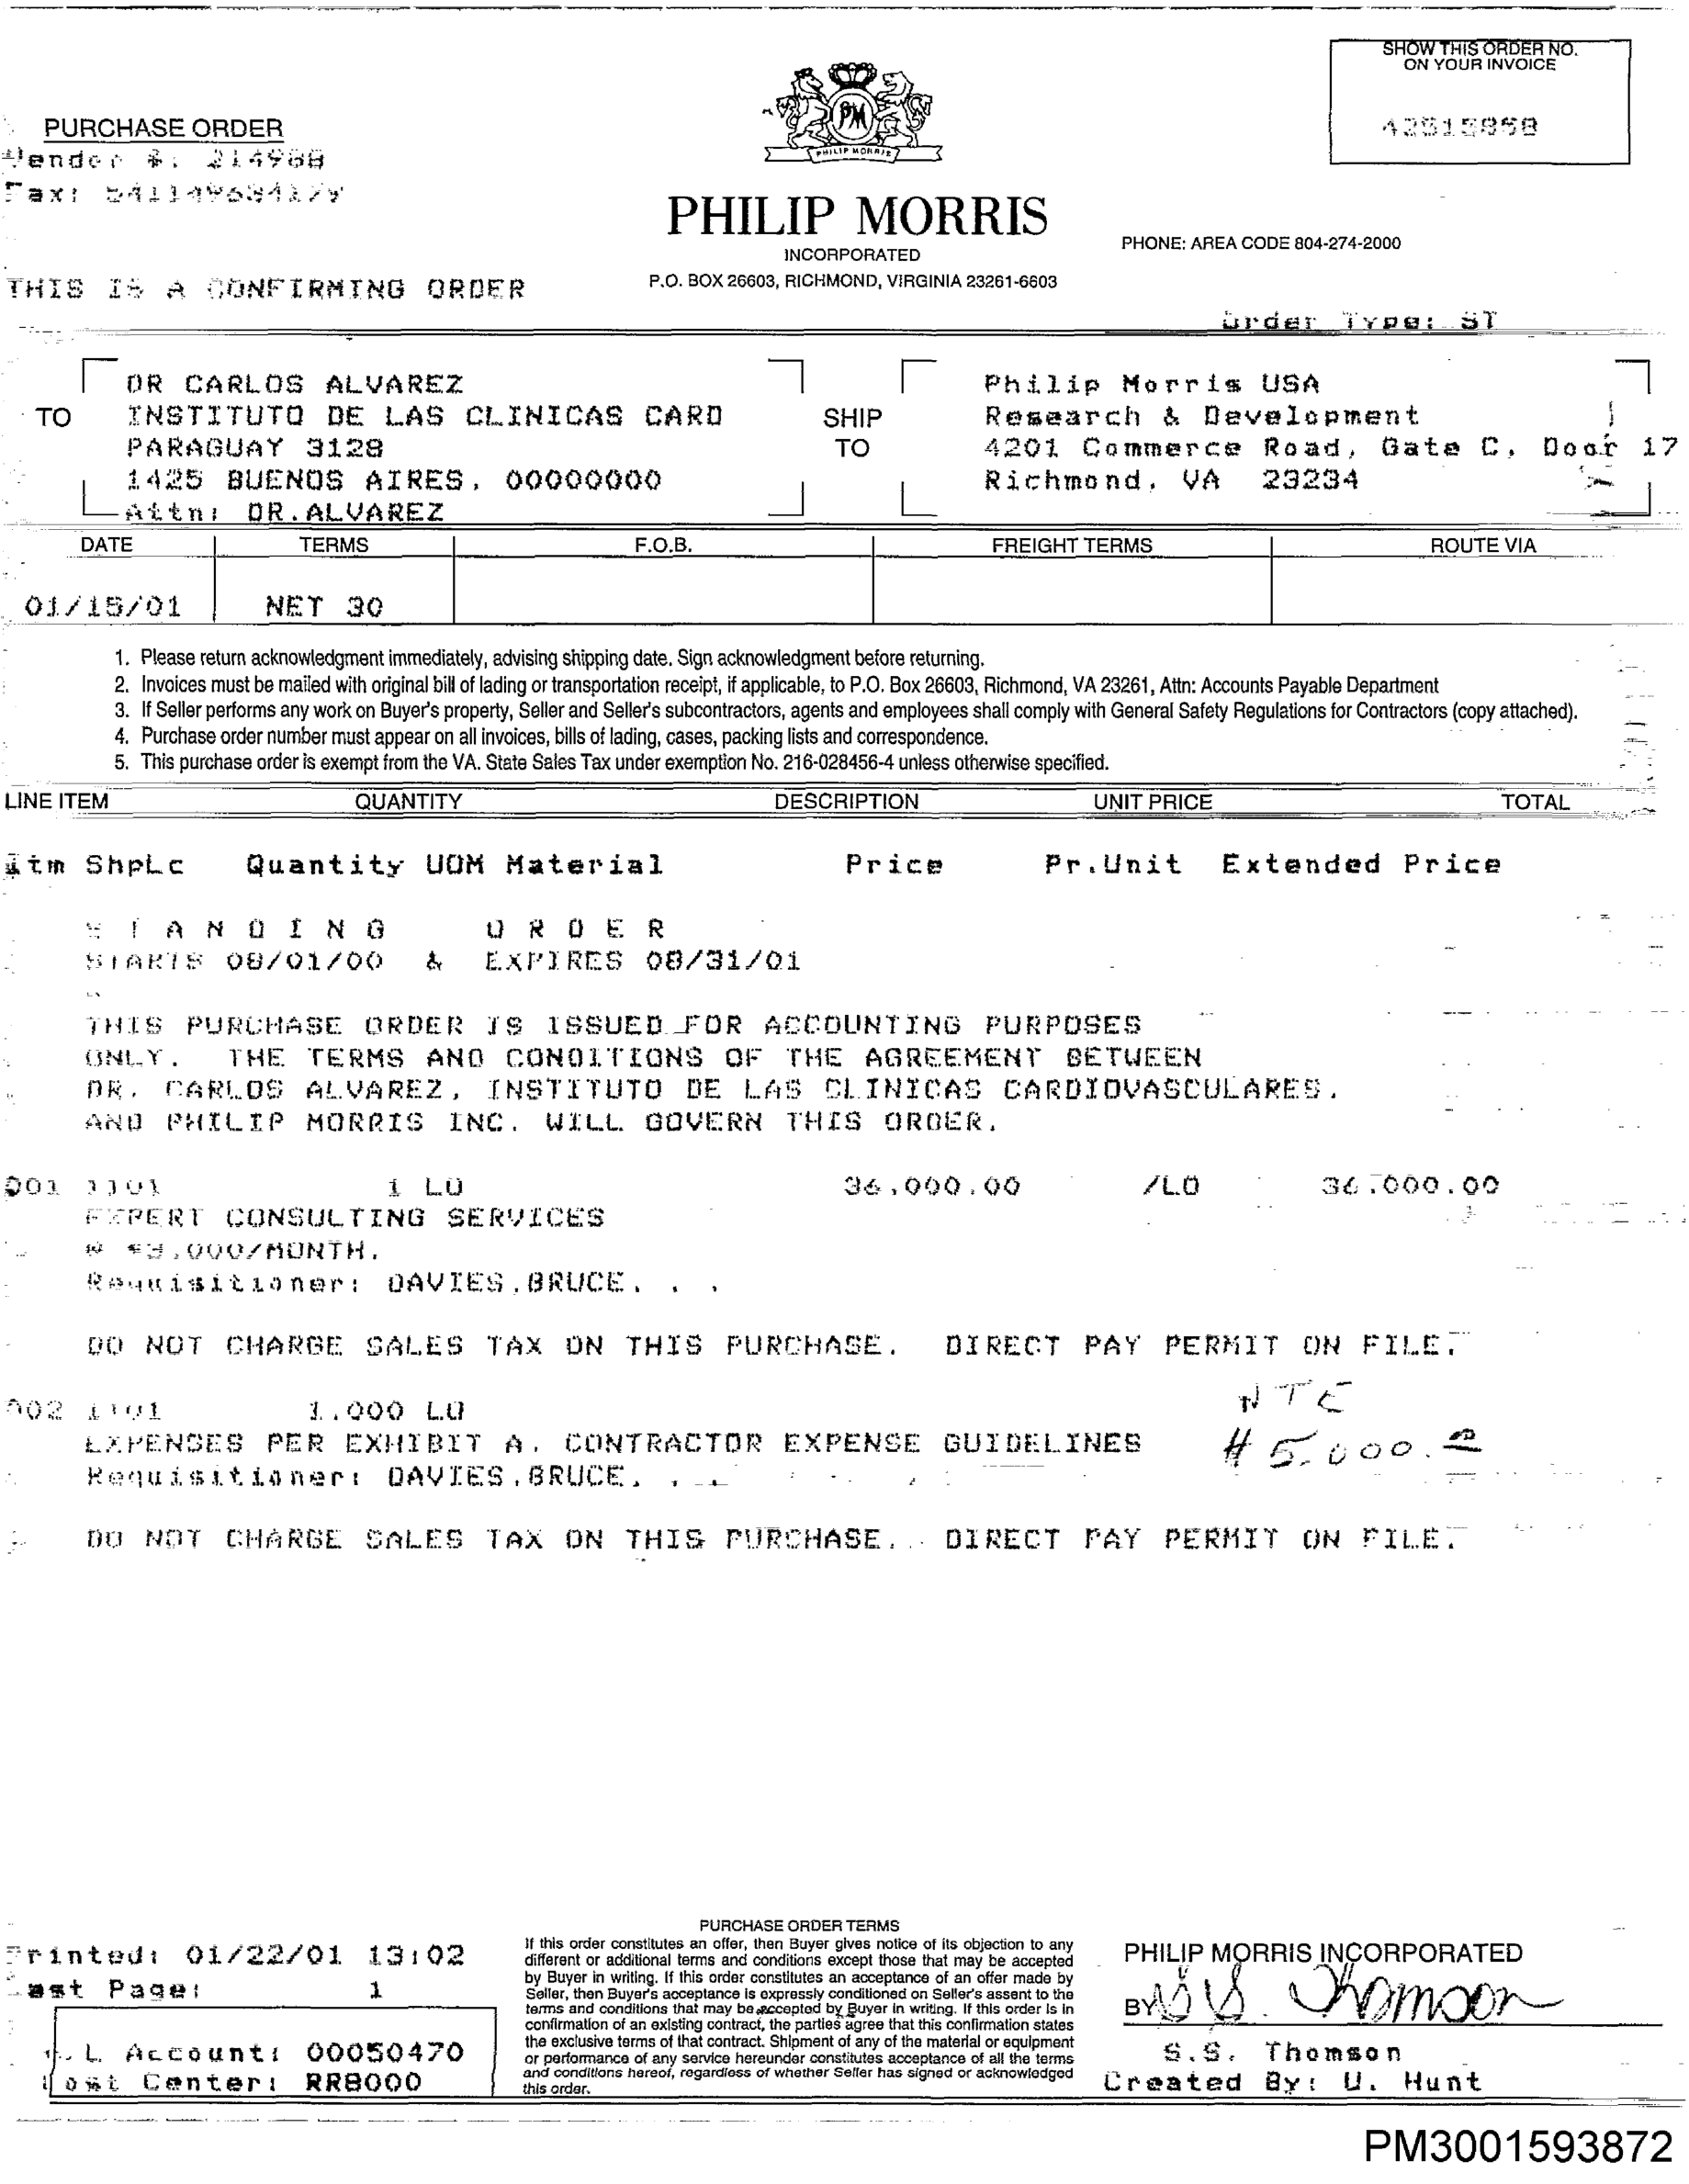 SHOW THIS ORDER NO.
ON YOUR INVOICE
42515858
PURCHASE ORDER
Vendor #: 214988
Fax:
PM
PHILIP MORRIS
PHILIP MORRIS
INCORPORATED
P.O. BOX 26603, RICHMOND, VIRGINIA 23261-6603
PHONE: AREA CODE 804-274-2000
THIS IS A CONFIRMING ORDER
Order Type: ST
TO
DR CARLOS ALVAREZ
INSTITUTO DE LAS CLINICAS CARD
PARAGUAY 3128
1425 BUENOS AIRES, 00000000
Attn: DR.ALVAREZ
SHIP
TO
Philip Morris USA
Research & Development
4201 Commerce Road, Gate C, Door 17
Richmond, VA 23234
DATE TERMS F.O.B. FREIGHT TERMS ROUTE VIA
01/15/01 NET 30
1. Please return acknowledgment immediately, advising shipping date. Sign acknowledgment before returning.
2. Invoices must be mailed with original bill of lading or transportation receipt, if applicable, to P.O. Box 26603, Richmond, VA 23261, Attn: Accounts Payable Department
3. If Seller performs any work on Buyer's property, Seller and Seller's subcontractors, agents and employees shall comply with General Safety Regulations for Contractors (copy attached).
4. Purchase order number must appear on all invoices, bills of lading, cases, packing lists and correspondence.
5. This purchase order is exempt from the VA. State Sales Tax under exemption No. 216-028456-4 unless otherwise specified.
LINE ITEM QUANTITY DESCRIPTION UNIT PRICE TOTAL
Itm ShpLc Quantity UOM Material Price Pr.Unit Extended Price
S T A N D I N G O R D E R
STARTS 08/01/00 & EXPIRES 08/31/01
THIS PURCHASE ORDER IS ISSUED FOR ACCOUNTING PURPOSES
ONLY. THE TERMS AND CONDITIONS OF THE AGREEMENT BETWEEN
DR. CARLOS ALVAREZ, INSTITUTO DE LAS CLINICAS CARDIOVASCULARES,
AND PHILIP MORRIS INC. WILL GOVERN THIS ORDER.
001 1101 1 LO 36,000.00 /LO 36,000.00
EXPERT CONSULTING SERVICES
@ $3,000/MONTH.
Requisitioner: DAVIES,BRUCE, , ,
DO NOT CHARGE SALES TAX ON THIS PURCHASE. DIRECT PAY PERMIT ON FILE.
002 1101 1.000 LO
NTE
EXPENSES PER EXHIBIT A, CONTRACTOR EXPENSE GUIDELINES
$5,000.00
Requisitioner: DAVIES,BRUCE, , ,
DO NOT CHARGE SALES TAX ON THIS PURCHASE. DIRECT PAY PERMIT ON FILE.
Printed: 01/22/01 13:02
Last Page: 1
G.L Account: 00050470
Cost Center: RRB000
PURCHASE ORDER TERMS
If this order constitutes an offer, then Buyer gives notice of its objection to any
different or additional terms and conditions except those that may be accepted
by Buyer in writing. If this order constitutes an acceptance of an offer made by
Seller, then Buyer's acceptance is expressly conditioned on Seller's assent to the
terms and conditions that may be accepted by Buyer in writing. If this order is in
confirmation of an existing contract, the parties agree that this confirmation states
the exclusive terms of that contract. Shipment of any of the material or equipment
or performance of any service hereunder constitutes acceptance of all the terms
and conditions hereof, regardless of whether Seller has signed or acknowledged
this order.
PHILIP MORRIS INCORPORATED
BY S.S. Thomson
S.S. Thomson
Created By: U. Hunt
PM3001593872